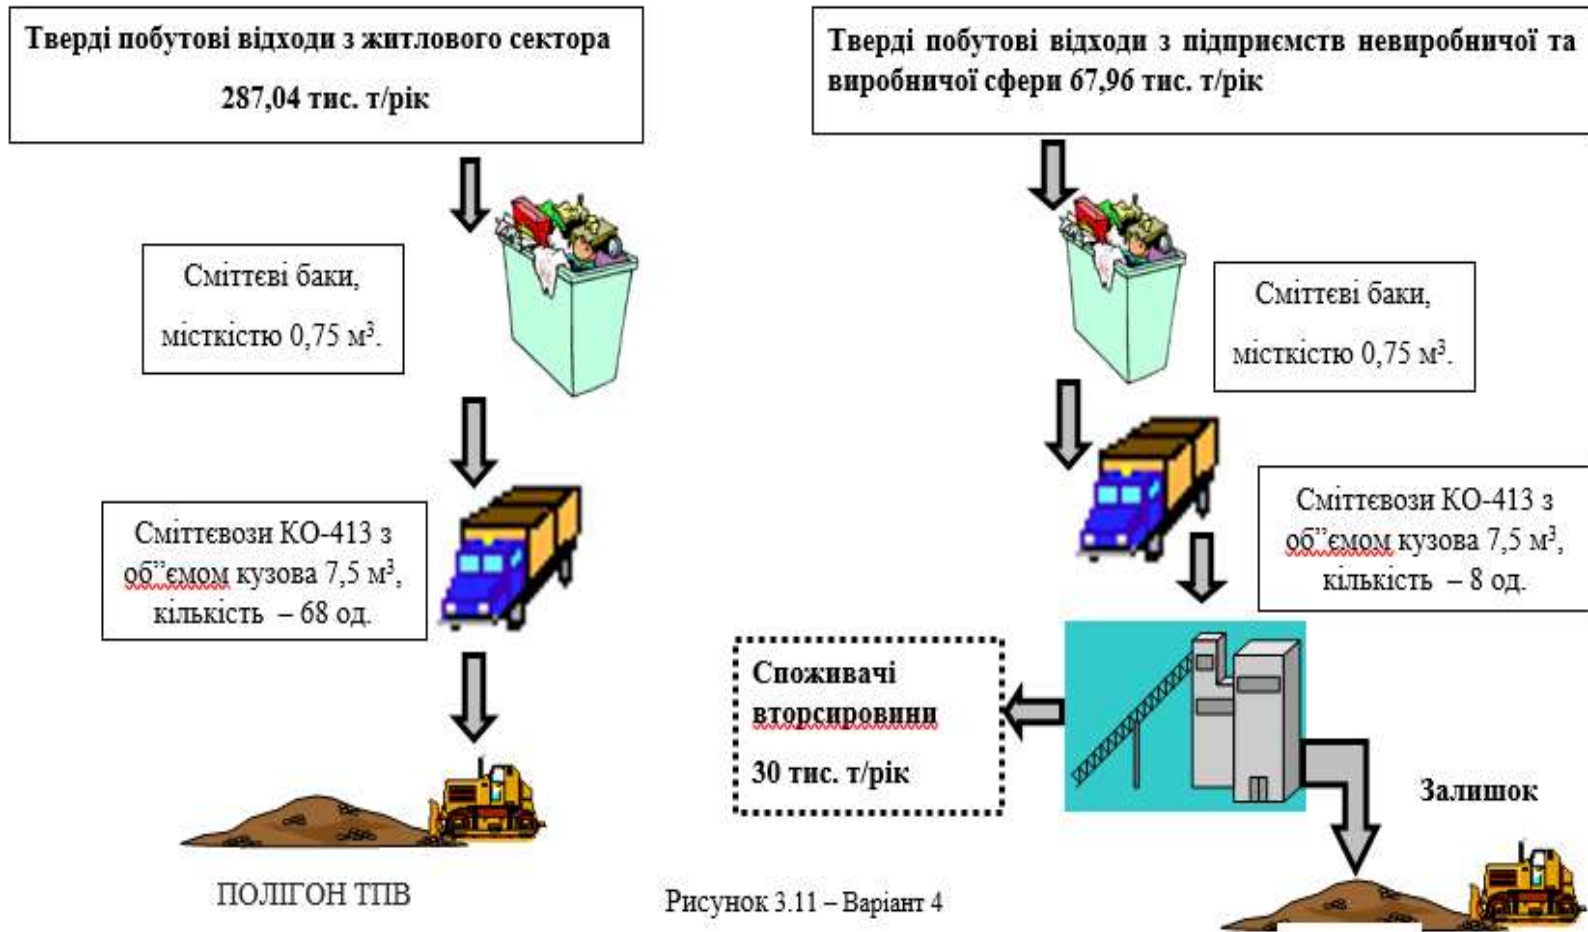 Тверді побутові відходи з житлового сектора
287,04 тис. т/рік
Тверді побутові відходи з підприємств невиробничої та
виробничої сфери 67,96 тис. т/рік
Сміттєві баки,
місткістю 0,75 м³.
Сміттєві баки,
місткістю 0,75 м³.
Сміттєвози КО-413 з
об”ємом кузова 7,5 м³,
кількість – 68 од.
Сміттєвози КО-413 з
об”ємом кузова 7,5 м³,
кількість – 8 од.
Споживачі
вторсировини
30 тис. т/рік
Залишок
ПОЛІГОН ТПВ
Рисунок 3.11 – Варіант 4